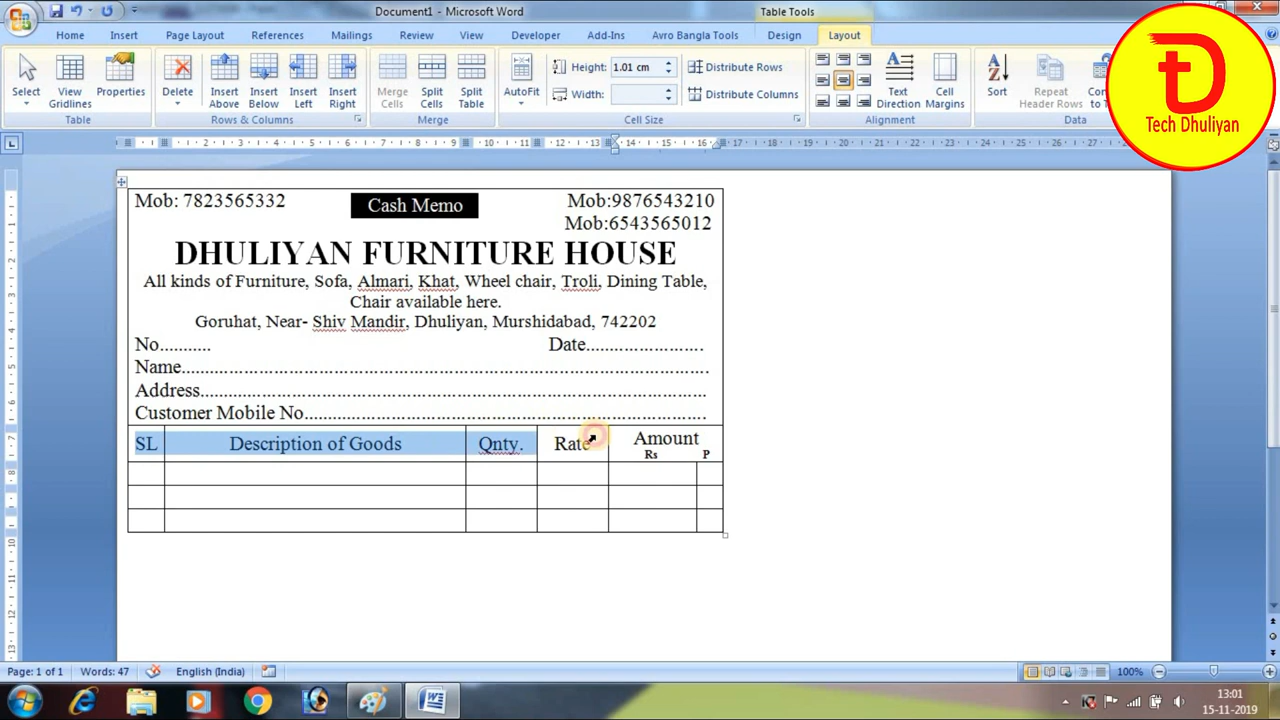 Document1 - Microsoft Word
Table Tools
Home Insert Page Layout References Mailings Review View Developer Add-Ins Avro Bangla Tools Design Layout
Select
View Gridlines
Properties
Delete
Insert Above
Insert Below
Insert Left
Insert Right
Merge Cells
Split Cells
Split Table
AutoFit
Height: 1.01 cm
Width:
Distribute Rows
Distribute Columns
Text Direction
Cell Margins
Sort
Repeat Header Rows
Table Rows & Columns Merge Cell Size Alignment Data
Tech Dhuliyan
Mob: 7823565332 Cash Memo Mob:9876543210
Mob:6543565012
DHULIYAN FURNITURE HOUSE
All kinds of Furniture, Sofa, Almari, Khat, Wheel chair, Troli, Dining Table,
Chair available here.
Goruhat, Near- Shiv Mandir, Dhuliyan, Murshidabad, 742202
No........... Date..........................
Name...............................................................................................
Address............................................................................................
Customer Mobile No.........................................................................
SL Description of Goods Qnty. Rate Amount
Rs P
Page: 1 of 1 Words: 47 English (India) 100%
13:01
15-11-2019